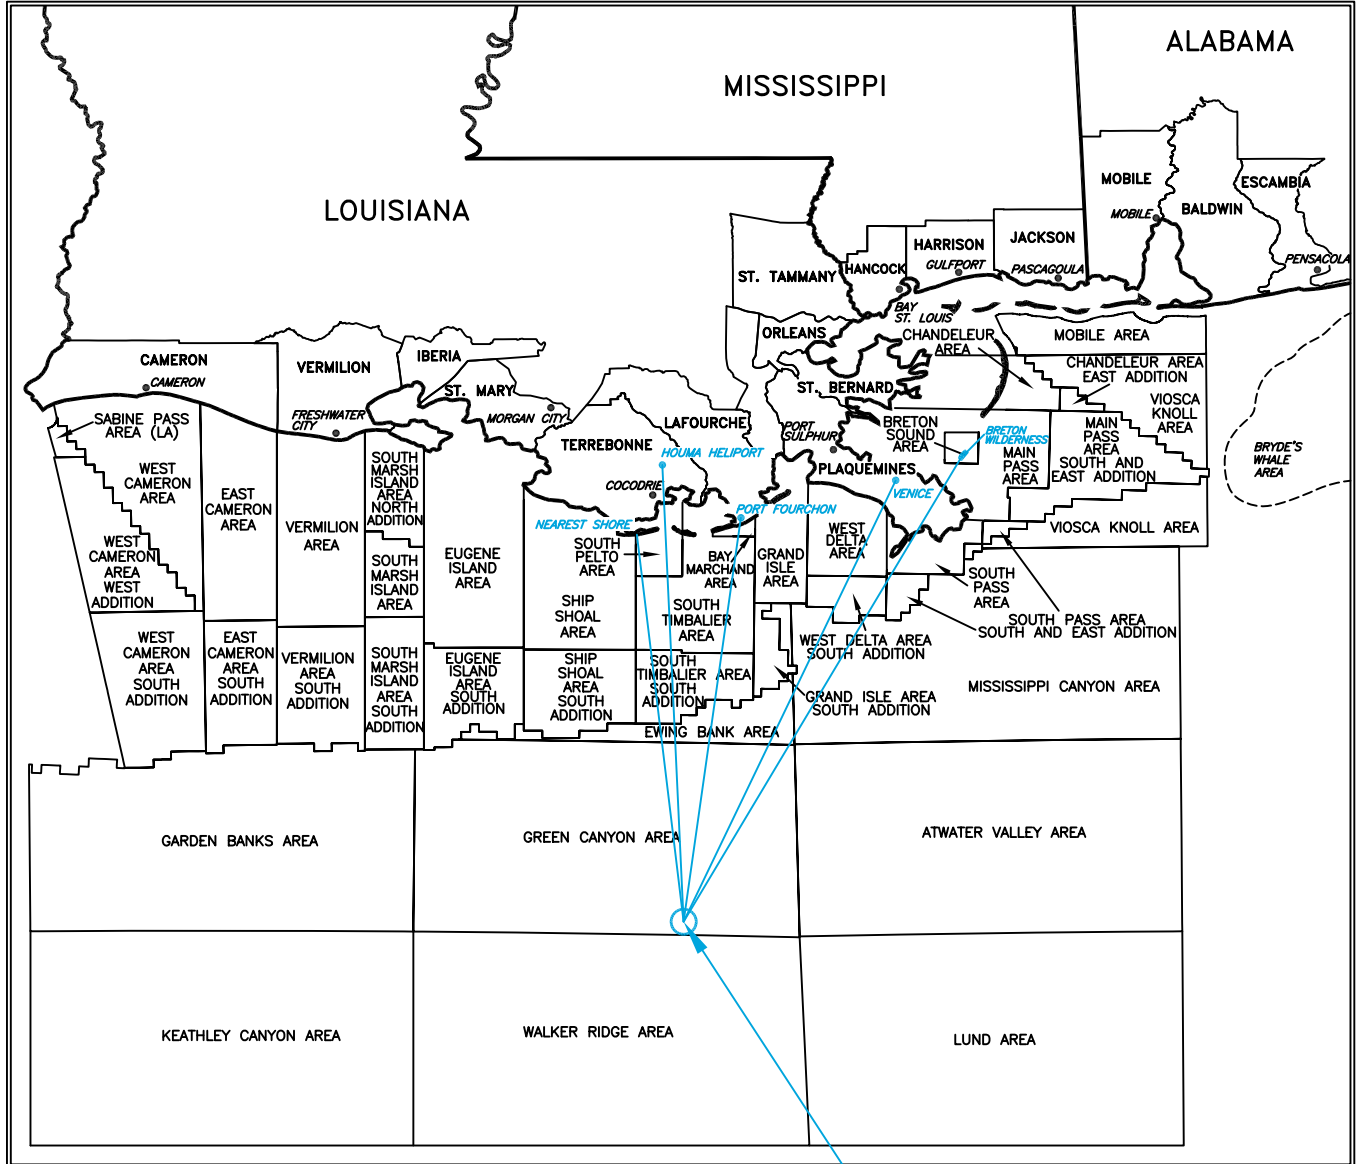 ALABAMA
MISSISSIPPI
LOUISIANA
MOBILE
ESCAMBIA
BALDWIN
MOBILE
PENSACOLA
JACKSON
HARRISON
GULFPORT
PASCAGOULA
HANCOCK
ST. TAMMANY
BAY
ST. LOUIS
ORLEANS
CHANDELEUR
AREA
MOBILE AREA
CHANDELEUR AREA
EAST ADDITION
VIOSCA
KNOLL
AREA
ST. BERNARD
CAMERON
CAMERON
VERMILION
IBERIA
ST. MARY
MORGAN CITY
FRESHWATER
CITY
LAFOURCHE
TERREBONNE
HOUMA HELIPORT
COCODRIE
PORT
SULPHUR
PLAQUEMINES
VENICE
PORT FOURCHON
NEAREST SHORE
BRETON
SOUND
AREA
BRETON
WILDERNESS
MAIN
PASS
AREA
MAIN
PASS
AREA
SOUTH AND
EAST ADDITION
BRYDE'S
WHALE
AREA
VIOSCA KNOLL AREA
SABINE PASS
AREA (LA)
WEST
CAMERON
AREA
EAST
CAMERON
AREA
VERMILION
AREA
SOUTH
MARSH
ISLAND
AREA
NORTH
ADDITION
WEST
CAMERON
AREA
WEST
ADDITION
SOUTH
MARSH
ISLAND
AREA
EUGENE
ISLAND
AREA
SOUTH
PELTO
AREA
BAY
MARCHAND
AREA
GRAND
ISLE
AREA
WEST
DELTA
AREA
SOUTH
PASS
AREA
SHIP
SHOAL
AREA
SOUTH
TIMBALIER
AREA
SOUTH PASS AREA
SOUTH AND EAST ADDITION
WEST DELTA AREA
SOUTH ADDITION
WEST
CAMERON
AREA
SOUTH
ADDITION
EAST
CAMERON
AREA
SOUTH
ADDITION
VERMILION
AREA
SOUTH
ADDITION
SOUTH
MARSH
ISLAND
AREA
SOUTH
ADDITION
EUGENE
ISLAND
AREA
SOUTH
ADDITION
SHIP
SHOAL
AREA
SOUTH
ADDITION
SOUTH
TIMBALIER AREA
SOUTH
ADDITION
GRAND ISLE AREA
SOUTH ADDITION
MISSISSIPPI CANYON AREA
EWING BANK AREA
GARDEN BANKS AREA
GREEN CANYON AREA
ATWATER VALLEY AREA
KEATHLEY CANYON AREA
WALKER RIDGE AREA
LUND AREA